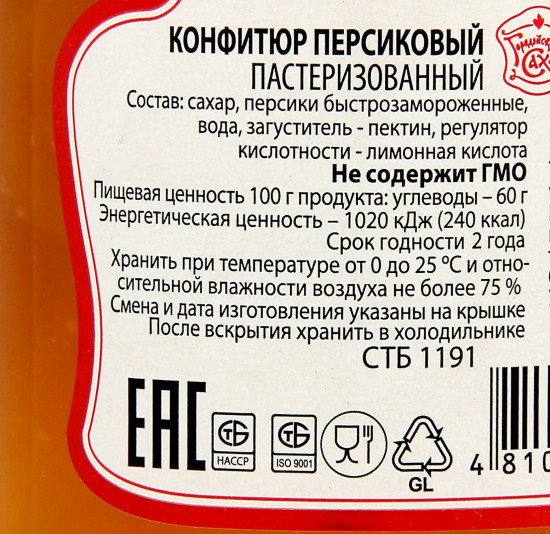 КОНФИТЮР ПЕРСИКОВЫЙ
ПАСТЕРИЗОВАННЫЙ
Состав: сахар, персики быстрозамороженные,
вода, загуститель - пектин, регулятор
кислотности - лимонная кислота
Не содержит ГМО
Пищевая ценность 100 г продукта: углеводы – 60 г
Энергетическая ценность – 1020 кДж (240 ккал)
Срок годности 2 года
Хранить при температуре от 0 до 25 °С и отно-
сительной влажности воздуха не более 75 %
Смена и дата изготовления указаны на крышке
После вскрытия хранить в холодильнике
СТБ 1191
ЕАС
СТБ
НАССР
СТБ
ISO 9001
GL
4 810